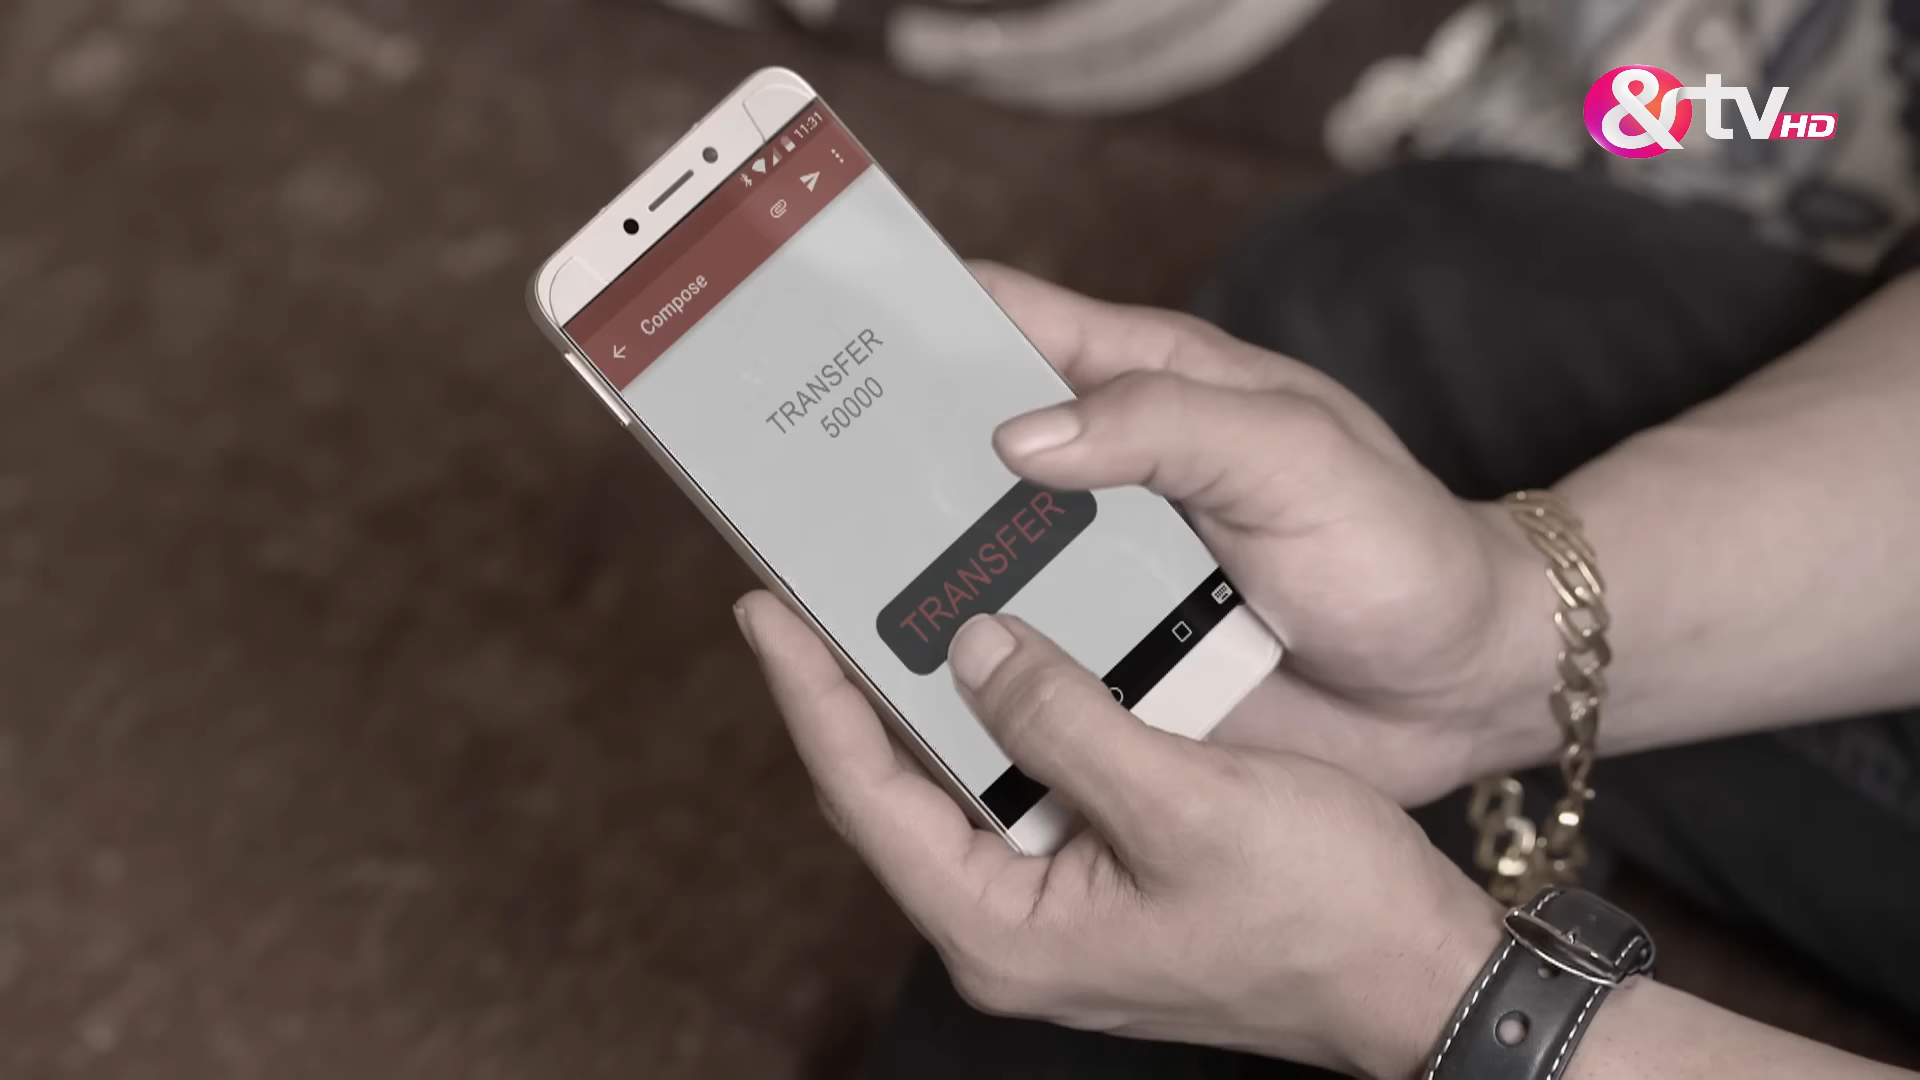 &tv HD
11:31
Compose
TRANSFER
50000
TRANSFER